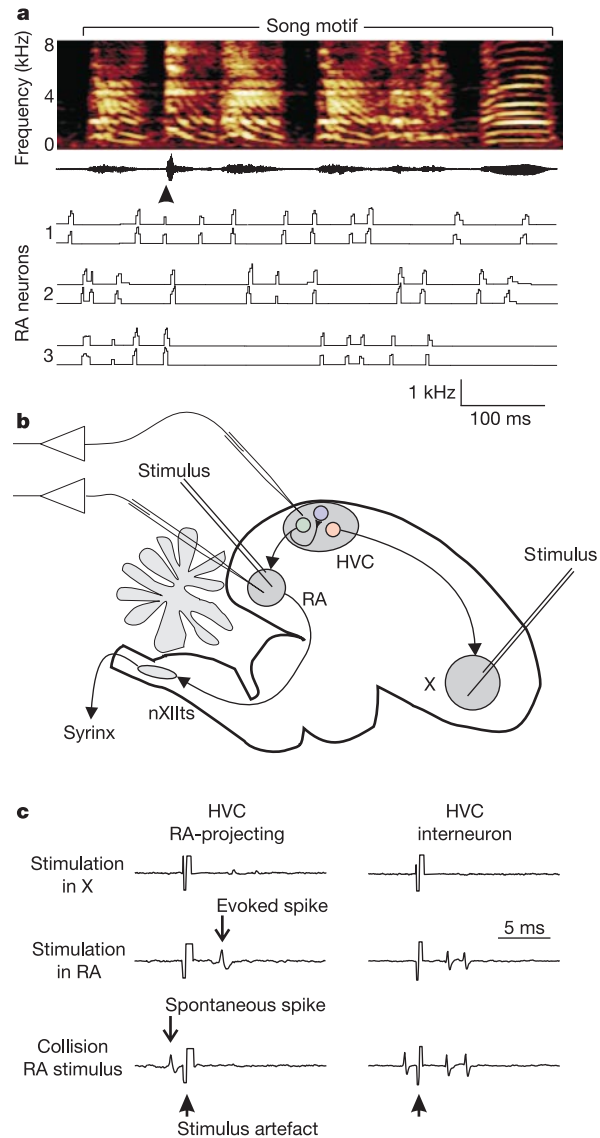 a
Song motif
Frequency (kHz)
8
4
0
RA neurons
1
2
3
1 kHz
100 ms
b
Stimulus
HVC
Stimulus
RA
X
nXIIts
Syrinx
c
HVC
RA-projecting
HVC
interneuron
Stimulation
in X
Evoked spike
5 ms
Stimulation
in RA
Spontaneous spike
Collision
RA stimulus
Stimulus artefact